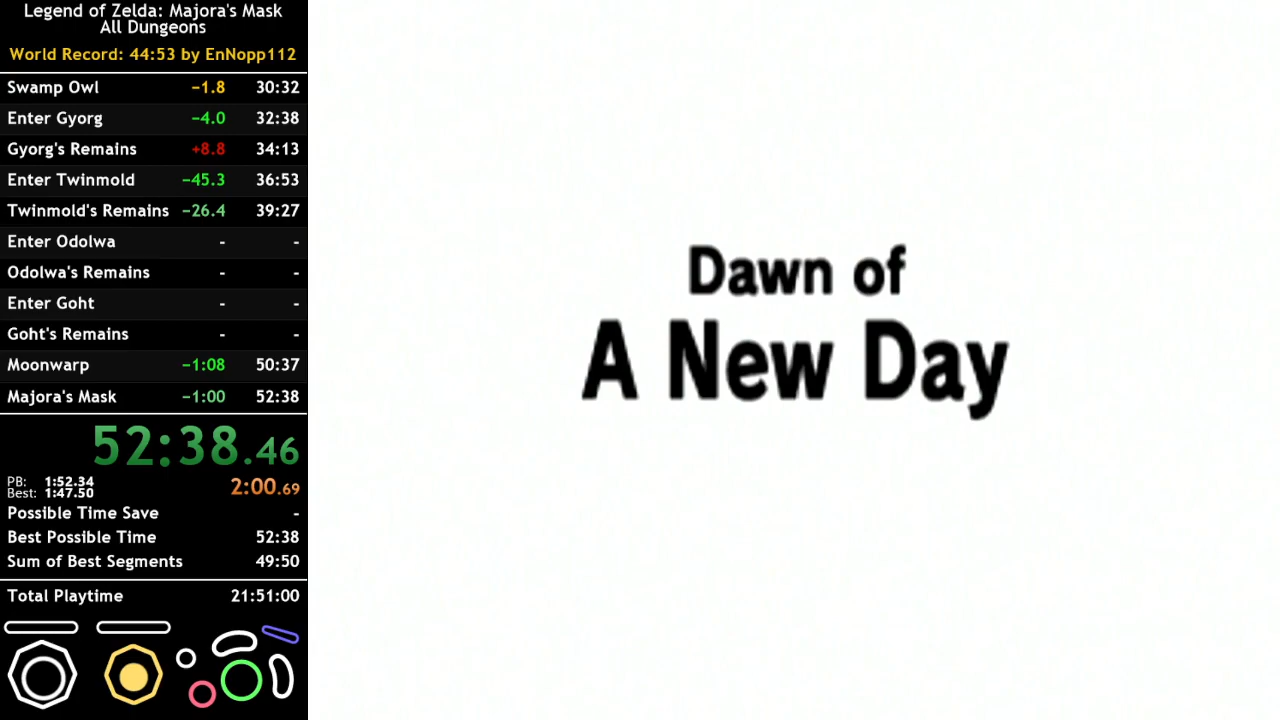 Legend of Zelda: Majora's Mask
All Dungeons
World Record: 44:53 by EnNopp112
Swamp Owl −1.8 30:32
Enter Gyorg −4.0 32:38
Gyorg's Remains +8.8 34:13
Enter Twinmold −45.3 36:53
Twinmold's Remains −26.4 39:27
Enter Odolwa - -
Odolwa's Remains - -
Enter Goht - -
Goht's Remains - -
Moonwarp −1:08 50:37
Majora's Mask −1:00 52:38
52:38.46
PB: 1:52.34 2:00.69
Best: 1:47.50
Possible Time Save -
Best Possible Time 52:38
Sum of Best Segments 49:50
Total Playtime 21:51:00
Dawn of
A New Day